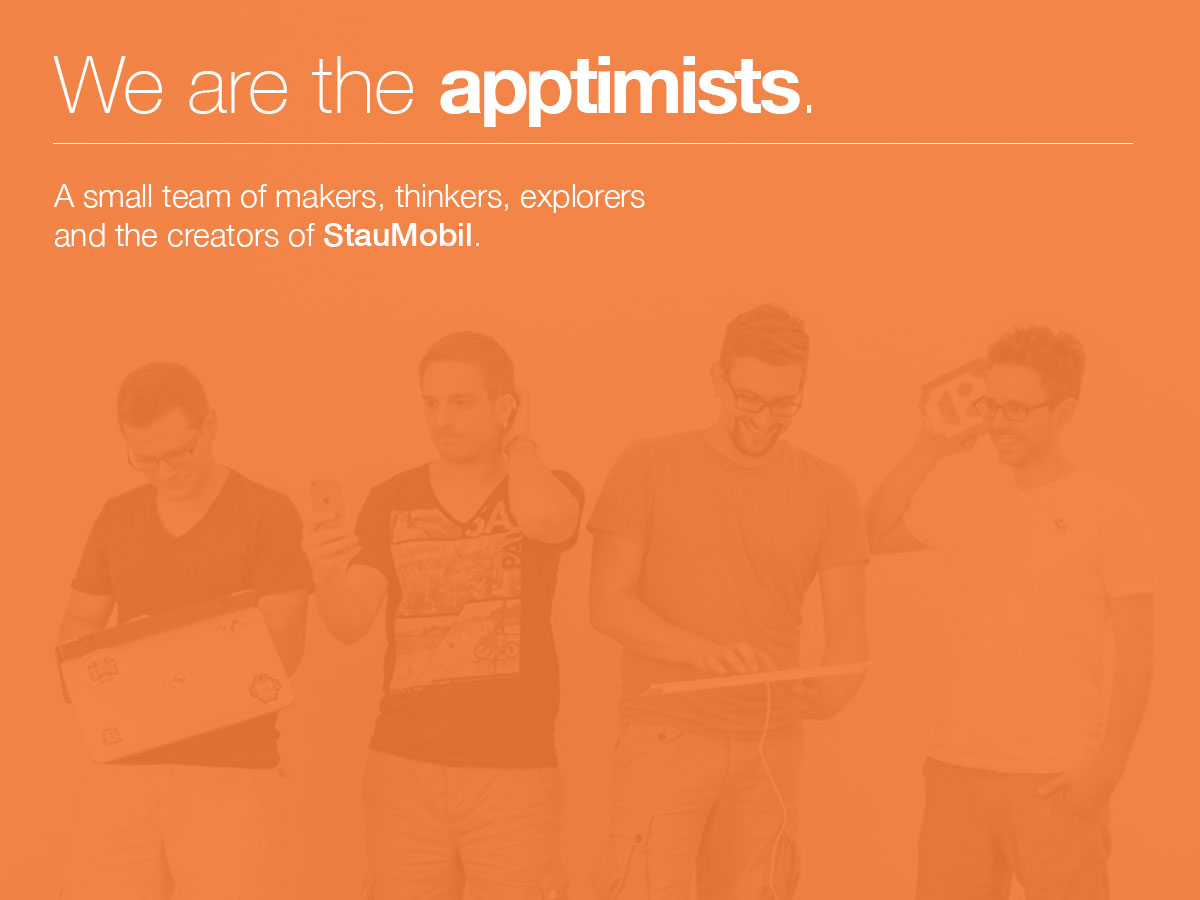 We are the apptimists.
A small team of makers, thinkers, explorers
and the creators of StauMobil.